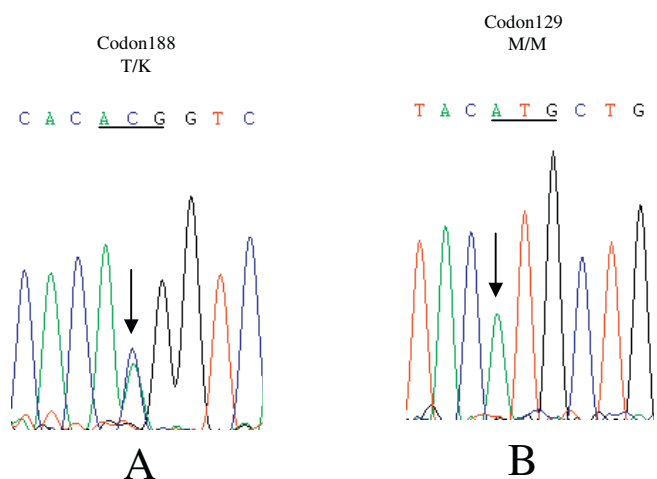 Codon188
T/K
C A C A C G G T C
A
Codon129
M/M
T A C A T G C T G
B